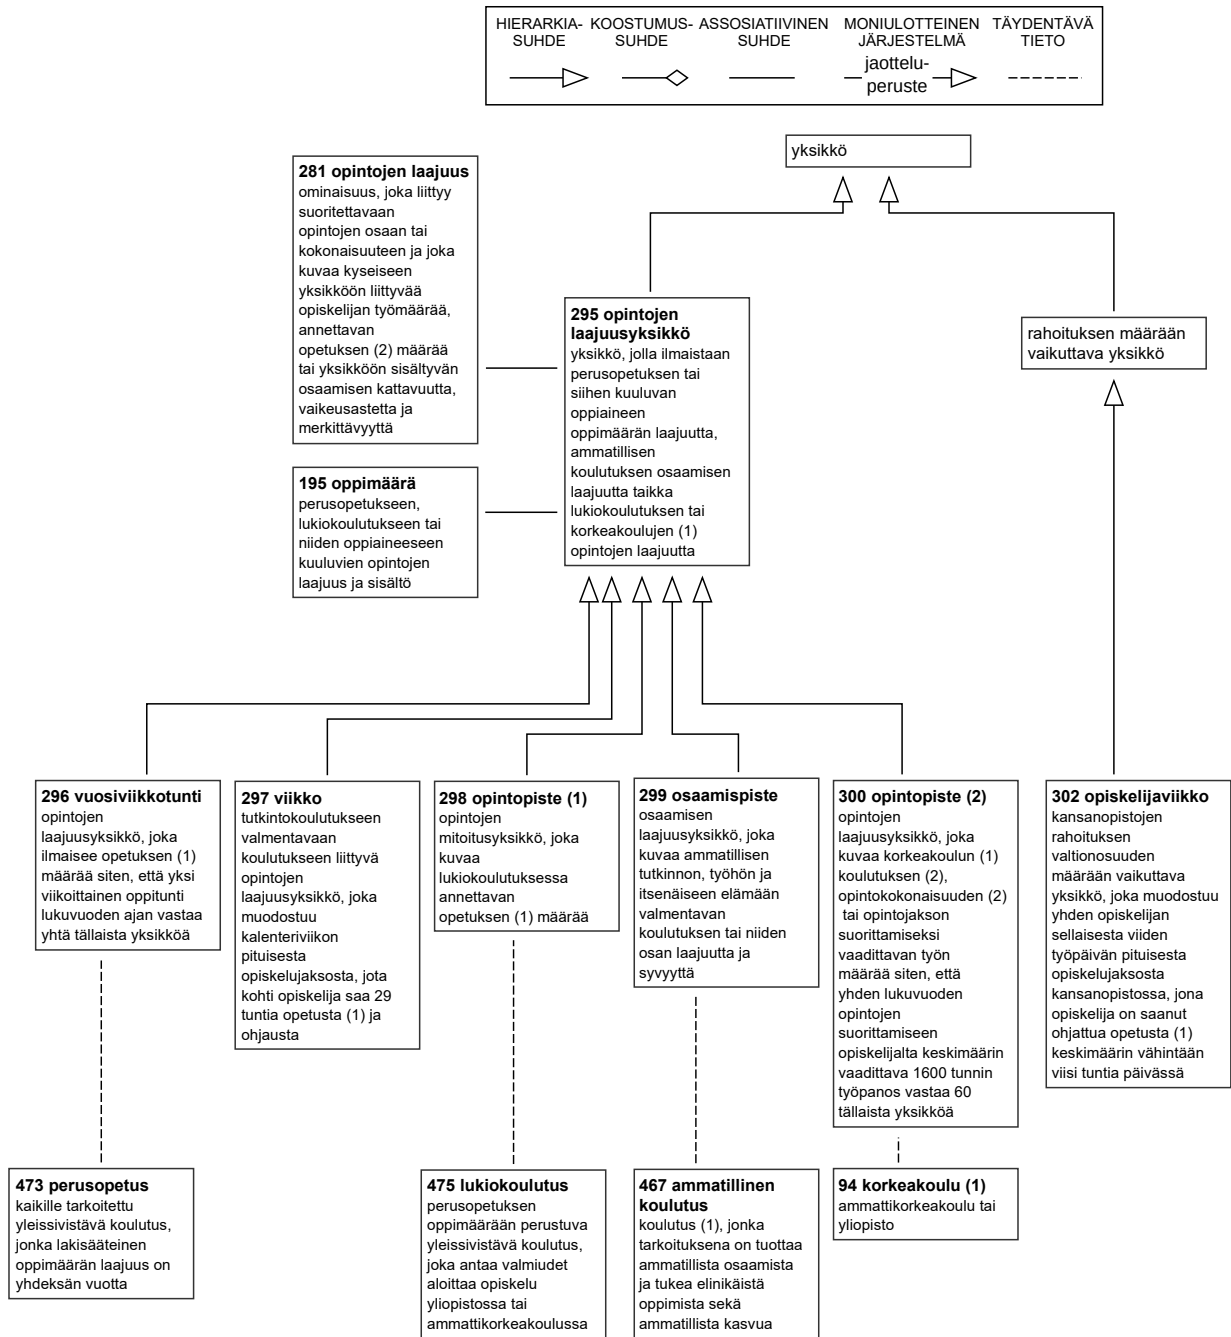 HIERARKIA-
SUHDE
KOOSTUMUS-
SUHDE
ASSOSIATIIVINEN
SUHDE
MONIULOTTEINEN
JÄRJESTELMÄ
TÄYDENTÄVÄ
TIETO
jaottelu-
peruste
yksikkö
281 opintojen laajuus
ominaisuus, joka liittyy
suoritettavaan
opintojen osaan tai
kokonaisuuteen ja joka
kuvaa kyseiseen
yksikköön liittyvää
opiskelijan työmäärää,
annettavan
opetuksen (2) määrää
tai yksikköön sisältyvän
osaamisen kattavuutta,
vaikeusastetta ja
merkittävyyttä
295 opintojen
laajuusyksikkö
yksikkö, jolla ilmaistaan
perusopetuksen tai
siihen kuuluvan
oppiaineen
oppimäärän laajuutta,
ammatillisen
koulutuksen osaamisen
laajuutta taikka
lukiokoulutuksen tai
korkeakoulujen (1)
opintojen laajuutta
rahoituksen määrään
vaikuttava yksikkö
195 oppimäärä
perusopetukseen,
lukiokoulutukseen tai
niiden oppiaineeseen
kuuluvien opintojen
laajuus ja sisältö
296 vuosiviikkotunti
opintojen
laajuusyksikkö, joka
ilmaisee opetuksen (1)
määrää siten, että yksi
viikoittainen oppitunti
lukuvuoden ajan vastaa
yhtä tällaista yksikköä
297 viikko
tutkintokoulutukseen
valmentavaan
koulutukseen liittyvä
opintojen
laajuusyksikkö, joka
muodostuu
kalenteriviikon
pituisesta
opiskelujaksosta, jota
kohti opiskelija saa 29
tuntia opetusta (1) ja
ohjausta
298 opintopiste (1)
opintojen
mitoitusyksikkö, joka
kuvaa
lukiokoulutuksessa
annettavan
opetuksen (1) määrää
299 osaamispiste
osaamisen
laajuusyksikkö, joka
kuvaa ammatillisen
tutkinnon, työhön ja
itsenäiseen elämään
valmentavan
koulutuksen tai niiden
osan laajuutta ja
syvyyttä
300 opintopiste (2)
opintojen
laajuusyksikkö, joka
kuvaa korkeakoulun (1)
koulutuksen (2),
opintokokonaisuuden (2)
tai opintojakson
suorittamiseksi
vaadittavan työn
määrää siten, että
yhden lukuvuoden
opintojen
suorittamiseen
opiskelijalta keskimäärin
vaadittava 1600 tunnin
työpanos vastaa 60
tällaista yksikköä
302 opiskelijaviikko
kansanopistojen
rahoituksen
valtionosuuden
määrään vaikuttava
yksikkö, joka muodostuu
yhden opiskelijan
sellaisesta viiden
työpäivän pituisesta
opiskelujaksosta
kansanopistossa, jona
opiskelija on saanut
ohjattua opetusta (1)
keskimäärin vähintään
viisi tuntia päivässä
473 perusopetus
kaikille tarkoitettu
yleissivistävä koulutus,
jonka lakisääteinen
oppimäärän laajuus on
yhdeksän vuotta
475 lukiokoulutus
perusopetuksen
oppimäärään perustuva
yleissivistävä koulutus,
joka antaa valmiudet
aloittaa opiskelu
yliopistossa tai
ammattikorkeakoulussa
467 ammatillinen
koulutus
koulutus (1), jonka
tarkoituksena on tuottaa
ammatillista osaamista
ja tukea elinikäistä
oppimista sekä
ammatillista kasvua
94 korkeakoulu (1)
ammattikorkeakoulu tai
yliopisto